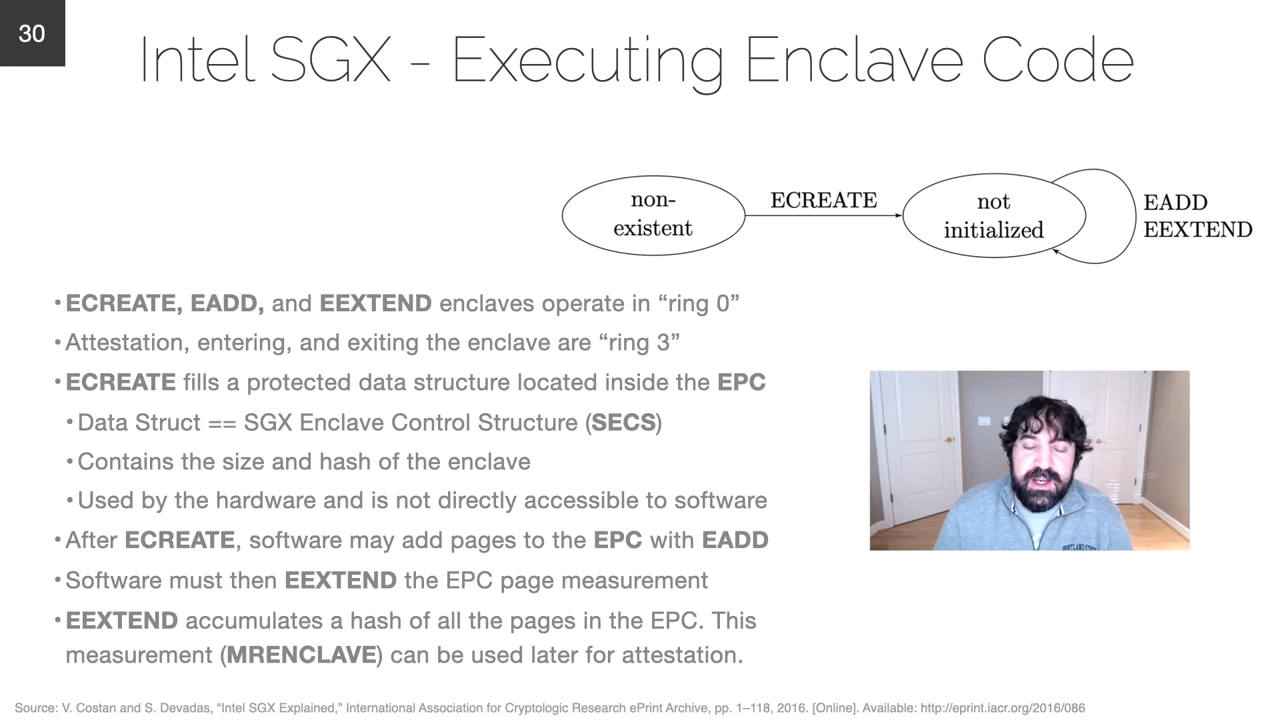 30
Intel SGX - Executing Enclave Code
non-
existent
ECREATE
not
initialized
EADD
EEXTEND
•ECREATE, EADD, and EEXTEND enclaves operate in “ring 0”
•Attestation, entering, and exiting the enclave are “ring 3”
•ECREATE fills a protected data structure located inside the EPC
•Data Struct == SGX Enclave Control Structure (SECS)
•Contains the size and hash of the enclave
•Used by the hardware and is not directly accessible to software
•After ECREATE, software may add pages to the EPC with EADD
•Software must then EEXTEND the EPC page measurement
•EEXTEND accumulates a hash of all the pages in the EPC. This
measurement (MRENCLAVE) can be used later for attestation.
PORTLAND STATE
Source: V. Costan and S. Devadas, “Intel SGX Explained,” International Association for Cryptologic Research ePrint Archive, pp. 1–118, 2016. [Online]. Available: http://eprint.iacr.org/2016/086